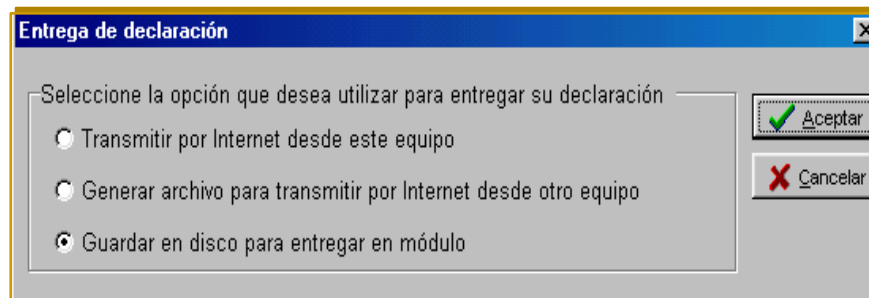 Entrega de declaración
Seleccione la opción que desea utilizar para entregar su declaración
Transmitir por Internet desde este equipo
Generar archivo para transmitir por Internet desde otro equipo
Guardar en disco para entregar en módulo
Aceptar
Cancelar